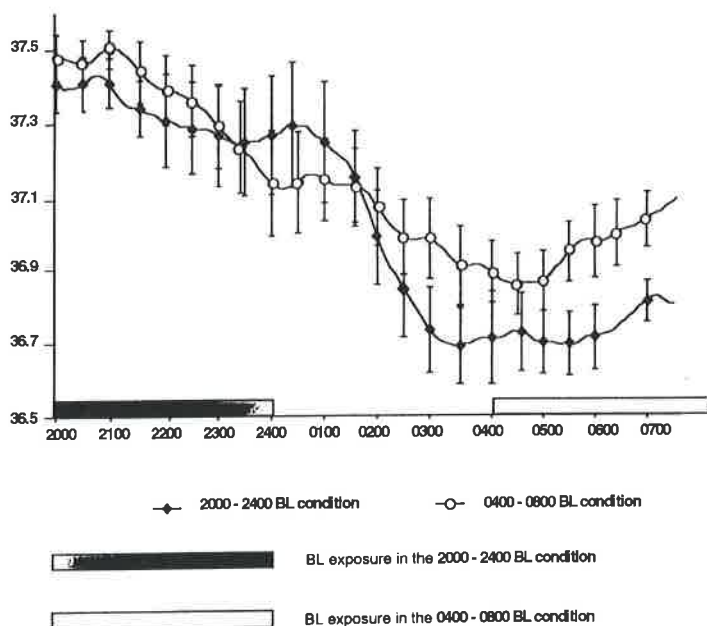 37.5
37.3
37.1
36.9
36.7
36.5
2000 2100 2200 2300 2400 0100 0200 0300 0400 0500 0600 0700
2000 - 2400 BL condition 0400 - 0800 BL condition
BL exposure in the 2000 - 2400 BL condition
BL exposure in the 0400 - 0800 BL condition